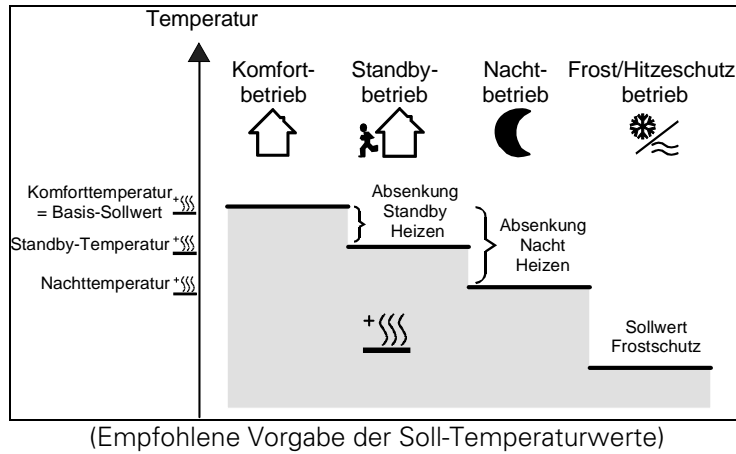 Temperatur
Komfort-
betrieb
Standby-
betrieb
Nacht-
betrieb
Frost/Hitzeschutz
betrieb
Komforttemperatur
= Basis-Sollwert
Standby-Temperatur
Nachttemperatur
Absenkung
Standby
Heizen
Absenkung
Nacht
Heizen
Sollwert
Frostschutz
(Empfohlene Vorgabe der Soll-Temperaturwerte)